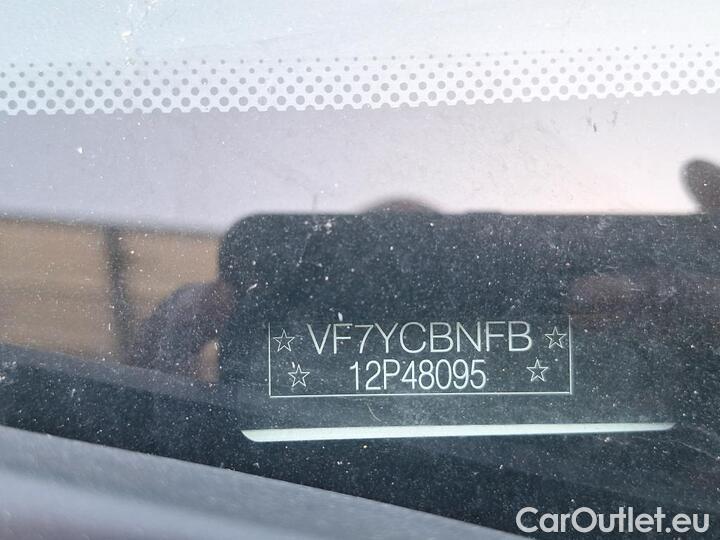 ☆ VF7YCBNFB ☆
☆ 12P48095 ☆
CarOutlet.eu